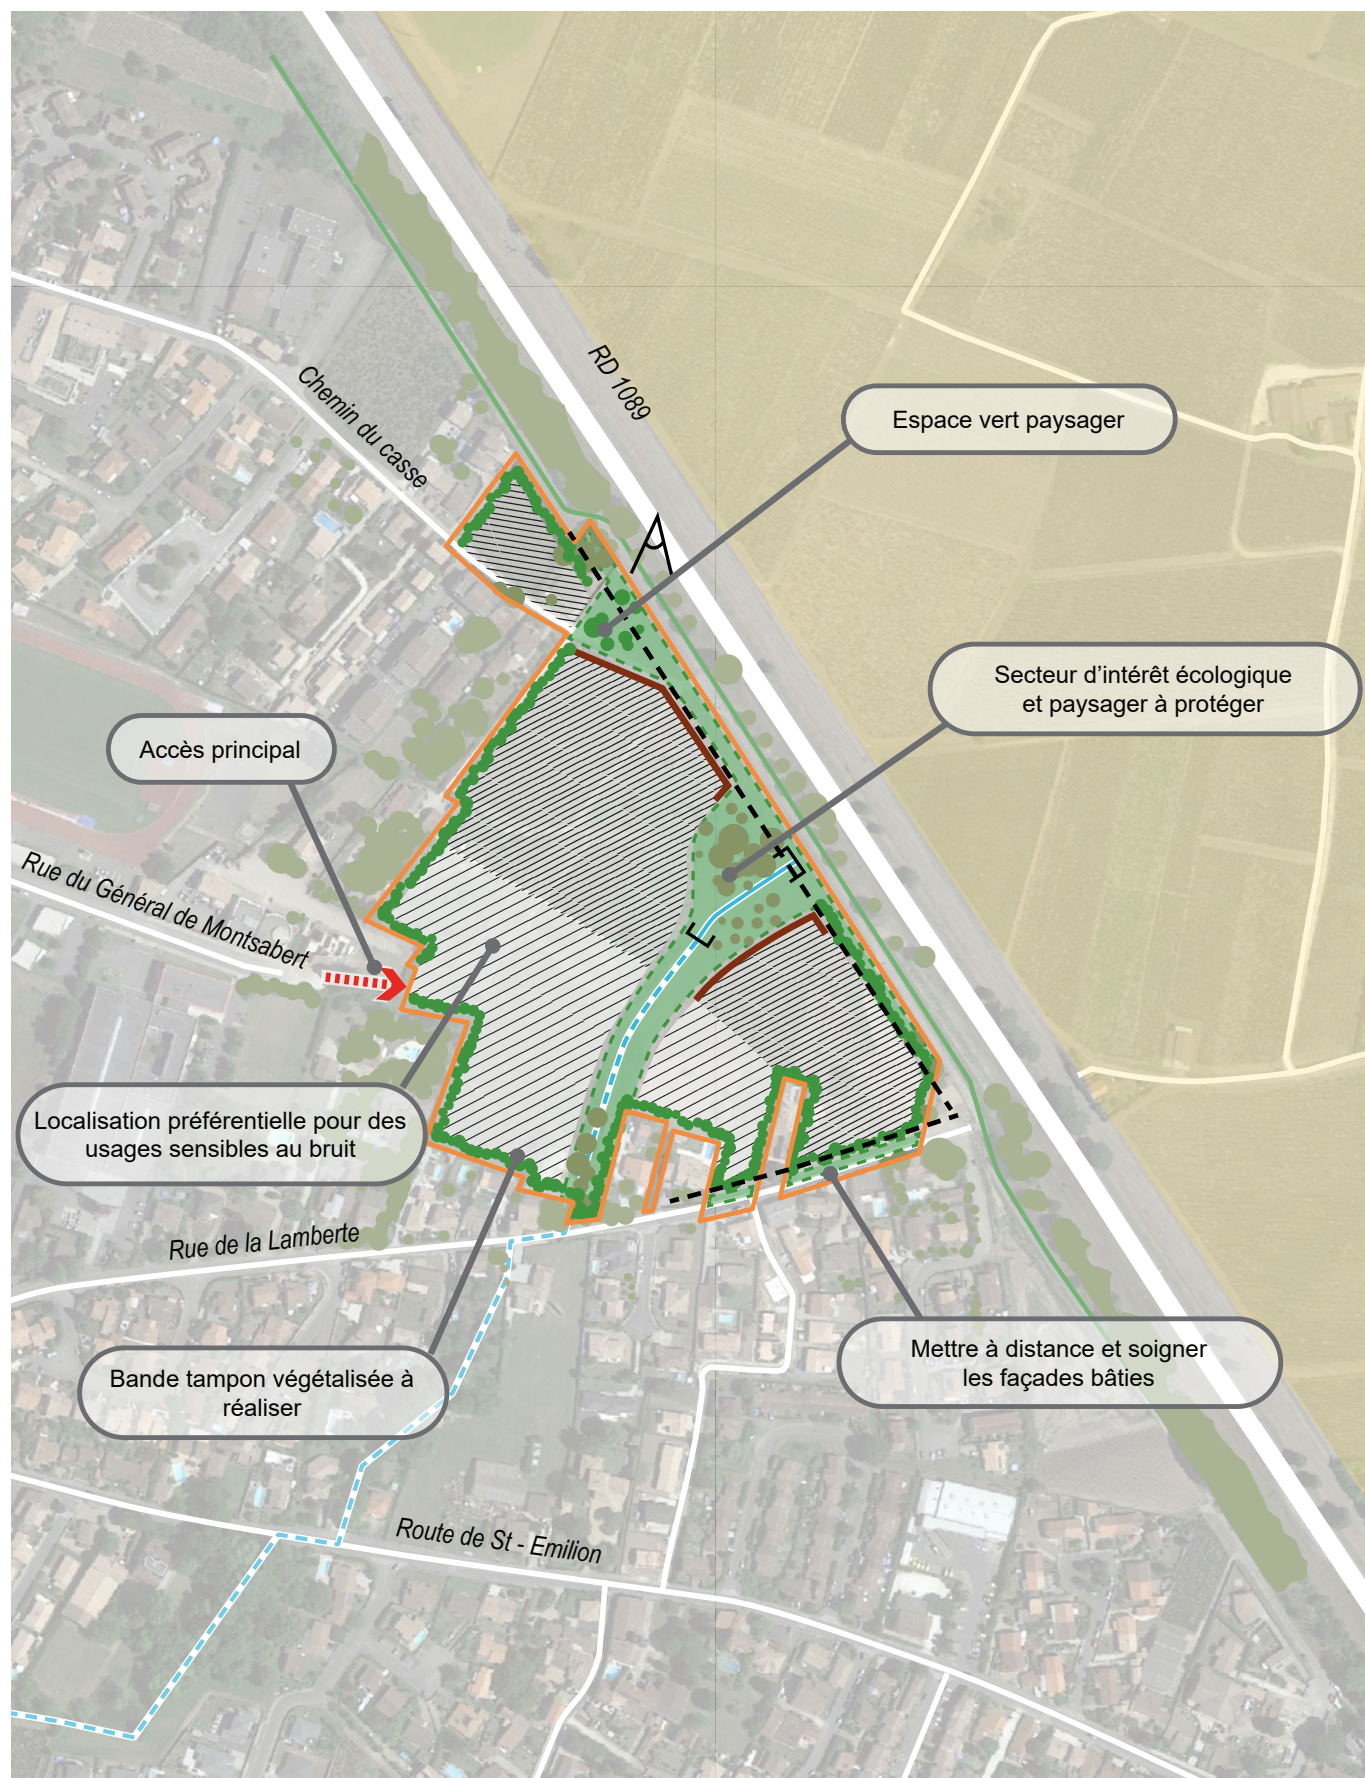 RD 1089
Chemin du casse
Espace vert paysager
Secteur d’intérêt écologique
et paysager à protéger
Accès principal
Rue du Général de Montsabert
Localisation préférentielle pour des
usages sensibles au bruit
Rue de la Lamberte
Mettre à distance et soigner
les façades bâties
Bande tampon végétalisée à
réaliser
Route de St - Emilion